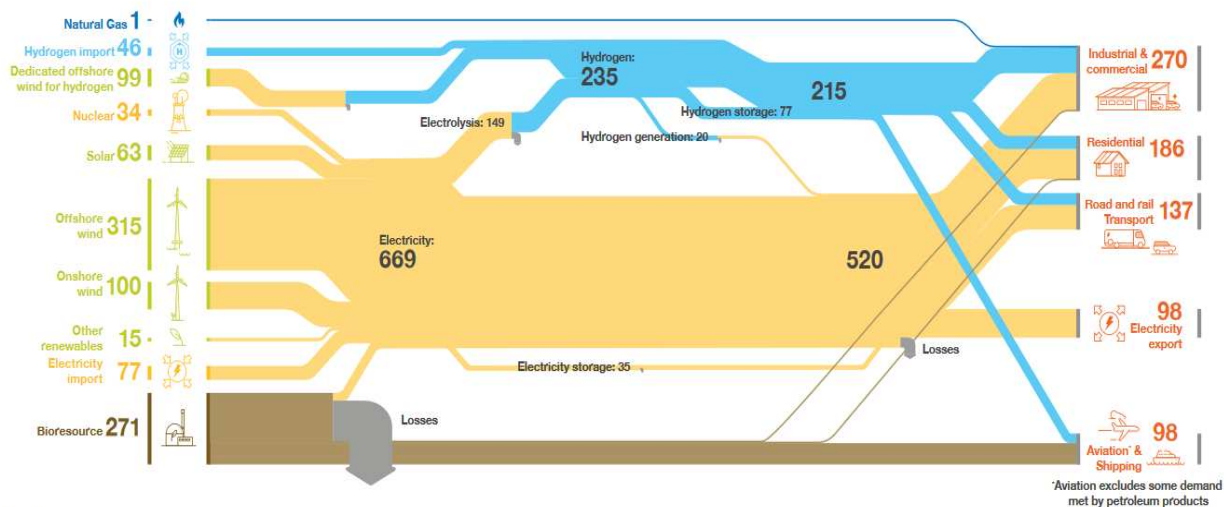 Natural Gas 1
Hydrogen import 46
H
Dedicated offshore
wind for hydrogen 99
Nuclear 34
Solar 63
Offshore
wind 315
Onshore
wind 100
Other
renewables 15
Electricity
import 77
Bioresource 271
Losses
Electricity:
669
Electrolysis: 149
Hydrogen:
235
Hydrogen storage: 77
Hydrogen generation: 20
215
520
Electricity storage: 35
Losses
Industrial &
commercial 270
Residential 186
Road and rail
Transport 137
98
Electricity
export
98
Aviation* &
Shipping
*Aviation excludes some demand
met by petroleum products